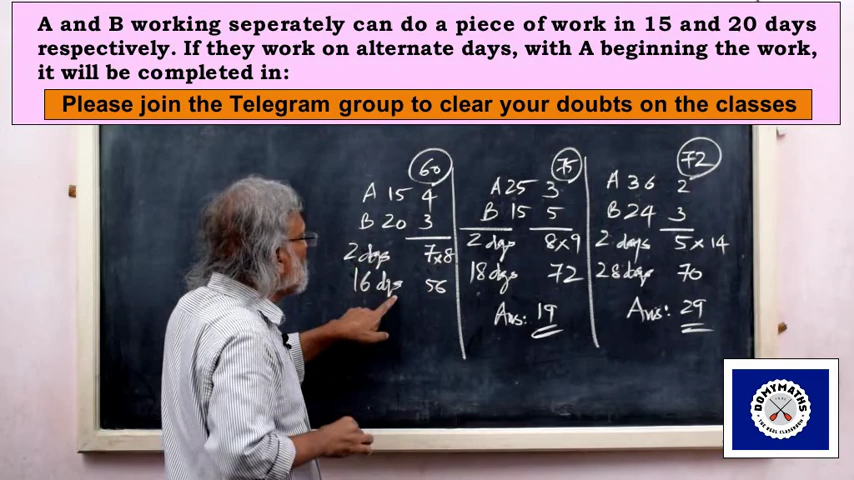 A and B working seperately can do a piece of work in 15 and 20 days
respectively. If they work on alternate days, with A beginning the work,
it will be completed in:
Please join the Telegram group to clear your doubts on the classes
60
A 15 4
B 20 3
2 days 7x8
16 days 56
75
A 25 3
B 15 5
2 days 8x9
18 days 72
Ans: 19
72
A 36 2
B 24 3
2 days 5x14
28 days 70
Ans: 29
DOMYMATHS
THE REAL CLASSROOM